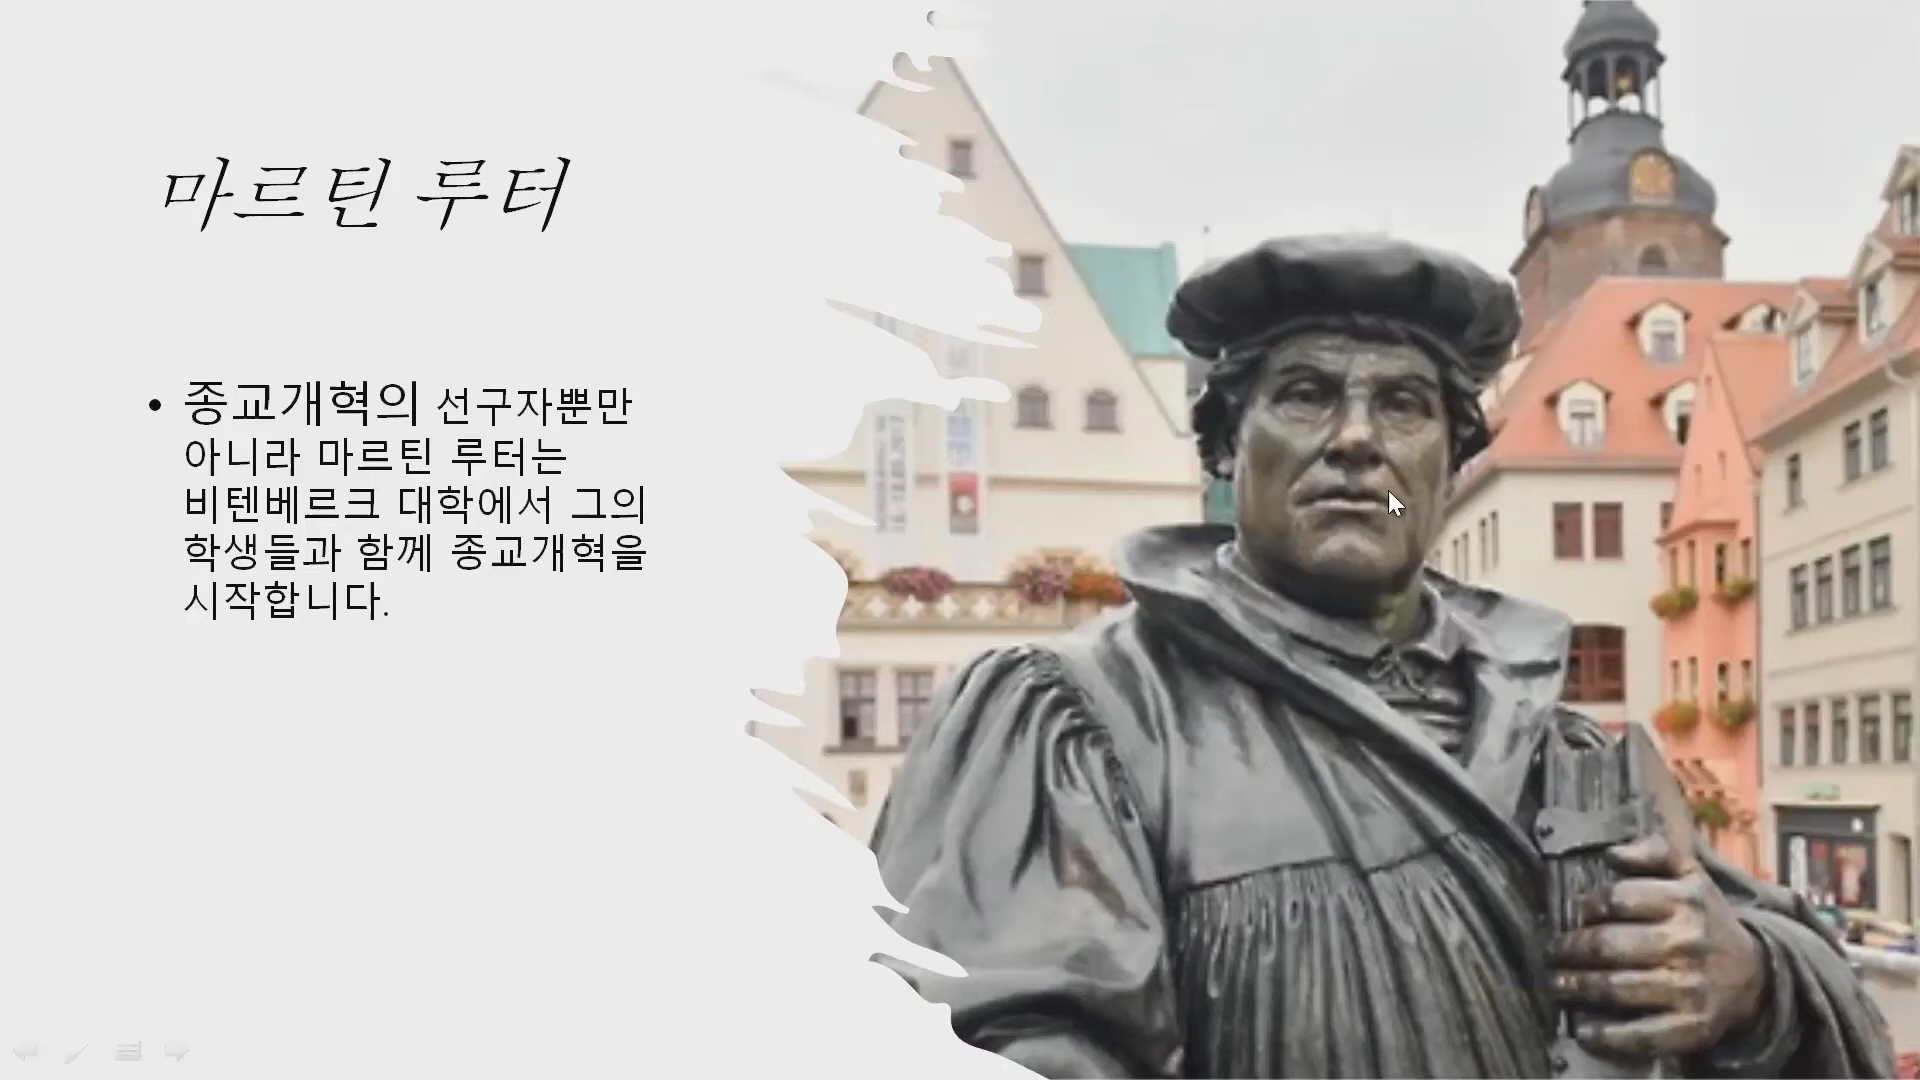 마르틴 루터
• 종교개혁의 선구자뿐만
아니라 마르틴 루터는
비텐베르크 대학에서 그의
학생들과 함께 종교개혁을
시작합니다.